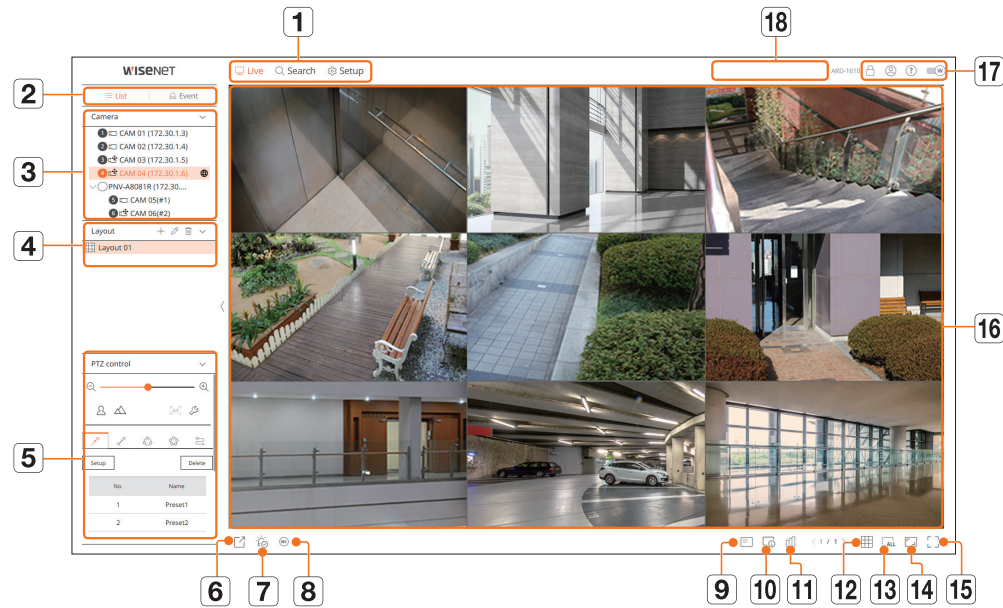 1
18
WISENET
Live
Search
Setup
ARD-1610
W
17
2
List
Event
3
Camera
1 CAM 01 (172.30.1.3)
2 CAM 02 (172.30.1.4)
3 CAM 03 (172.30.1.5)
4 CAM 04 (172.30.1.6)
PNV-A8081R (172.30....
5 CAM 05(#1)
6 CAM 06(#2)
4
Layout
Layout 01
16
PTZ control
AF
5
Setup
Delete
No.
Name
1
Preset1
2
Preset2
REC
< 1 / 1 >
ALL
6
7
8
9
10
11
12
13
14
15